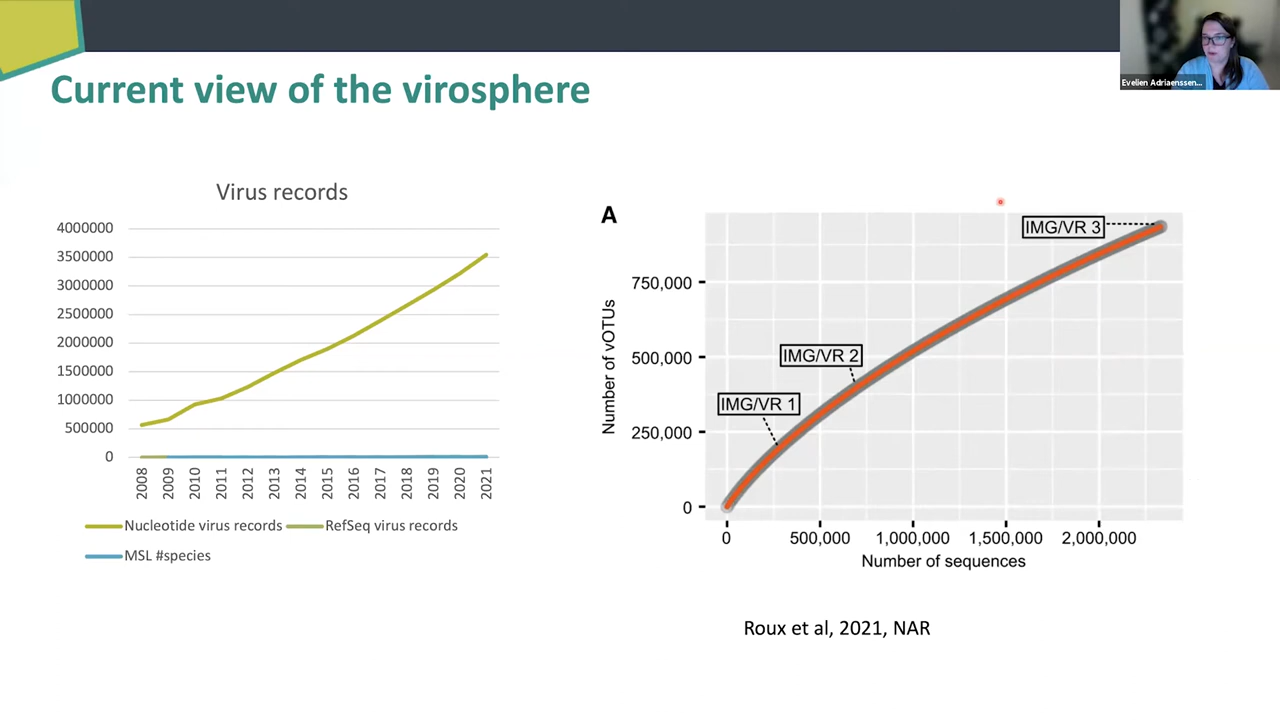 Evelien Adriaenssen...
Current view of the virosphere
Virus records
4000000
3500000
3000000
2500000
2000000
1500000
1000000
500000
0
2008
2009
2010
2011
2012
2013
2014
2015
2016
2017
2018
2019
2020
2021
Nucleotide virus records
RefSeq virus records
MSL #species
A
IMG/VR 3
IMG/VR 2
IMG/VR 1
Number of vOTUs
750,000
500,000
250,000
0
0
500,000
1,000,000
1,500,000
2,000,000
Number of sequences
Roux et al, 2021, NAR